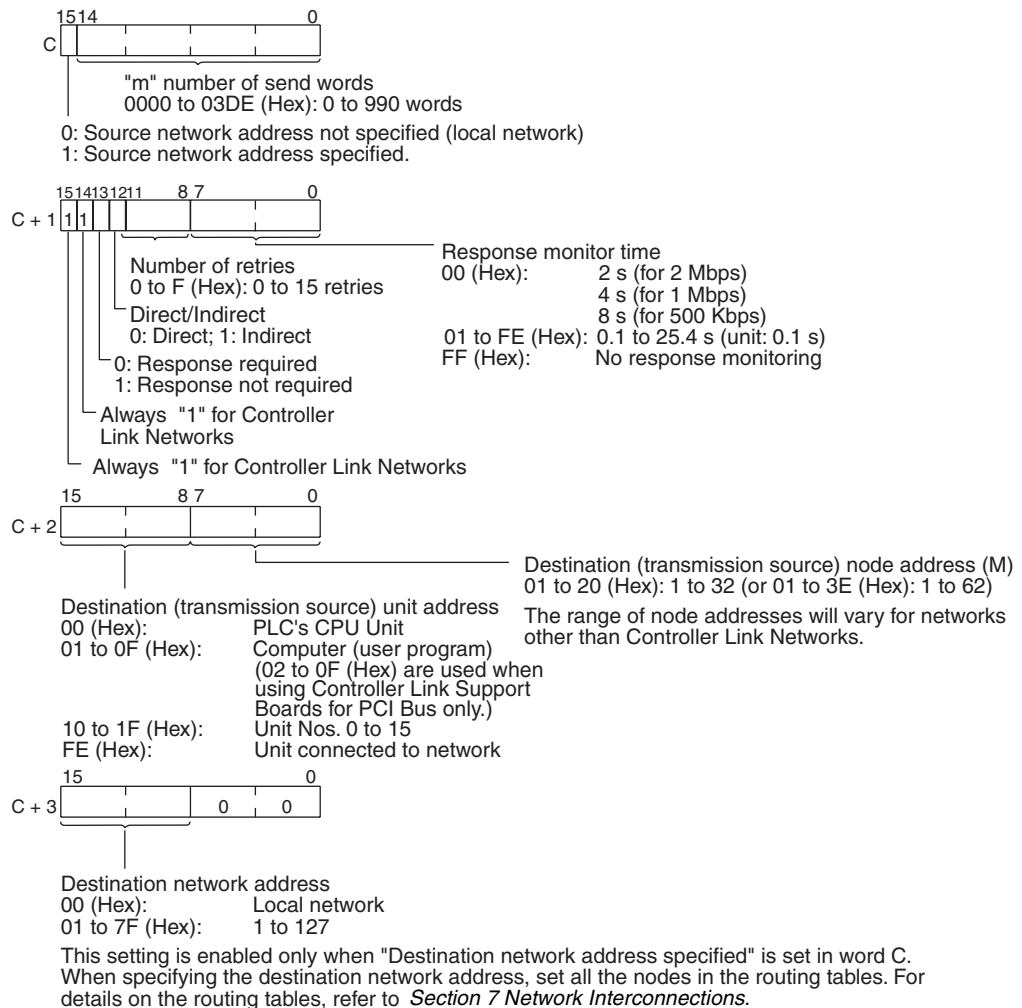 1514 0
C
"m" number of send words
0000 to 03DE (Hex): 0 to 990 words
0: Source network address not specified (local network)
1: Source network address specified.
1514131211 8 7 0
C + 1 1 1
Response monitor time
00 (Hex): 2 s (for 2 Mbps)
4 s (for 1 Mbps)
8 s (for 500 Kbps)
01 to FE (Hex): 0.1 to 25.4 s (unit: 0.1 s)
FF (Hex): No response monitoring
Number of retries
0 to F (Hex): 0 to 15 retries
Direct/Indirect
0: Direct; 1: Indirect
0: Response required
1: Response not required
Always "1" for Controller
Link Networks
Always "1" for Controller Link Networks
15 8 7 0
C + 2
Destination (transmission source) node address (M)
01 to 20 (Hex): 1 to 32 (or 01 to 3E (Hex): 1 to 62)
The range of node addresses will vary for networks
other than Controller Link Networks.
Destination (transmission source) unit address
00 (Hex): PLC's CPU Unit
01 to 0F (Hex): Computer (user program)
(02 to 0F (Hex) are used when
using Controller Link Support
Boards for PCI Bus only.)
10 to 1F (Hex): Unit Nos. 0 to 15
FE (Hex): Unit connected to network
15 0
C + 3 0 0
Destination network address
00 (Hex): Local network
01 to 7F (Hex): 1 to 127
This setting is enabled only when "Destination network address specified" is set in word C.
When specifying the destination network address, set all the nodes in the routing tables. For
details on the routing tables, refer to Section 7 Network Interconnections.